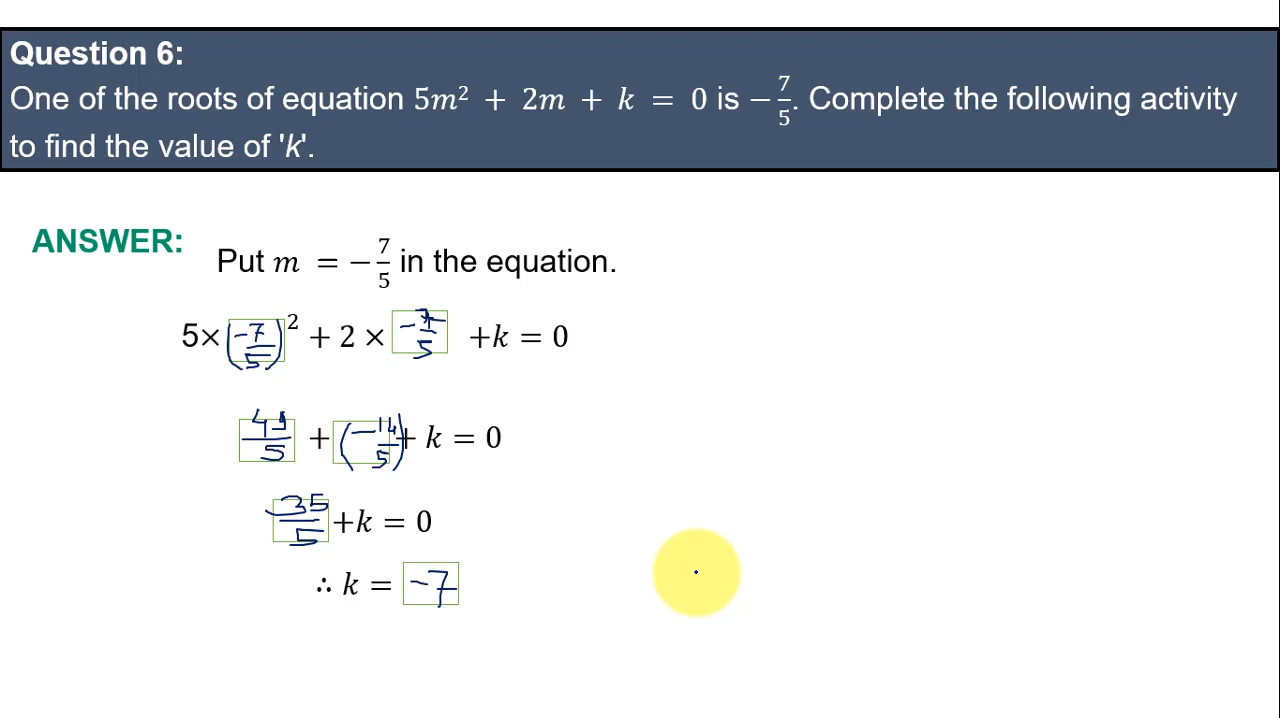 Question 6:
One of the roots of equation 5m² + 2m + k = 0 is −7/5. Complete the following activity
to find the value of 'k'.
ANSWER:
Put m = −7/5 in the equation.
5×(−7/5)² + 2 × −7/5 +k = 0
49/5 + (−14/5) + k = 0
35/5 +k = 0
∴ k = −7